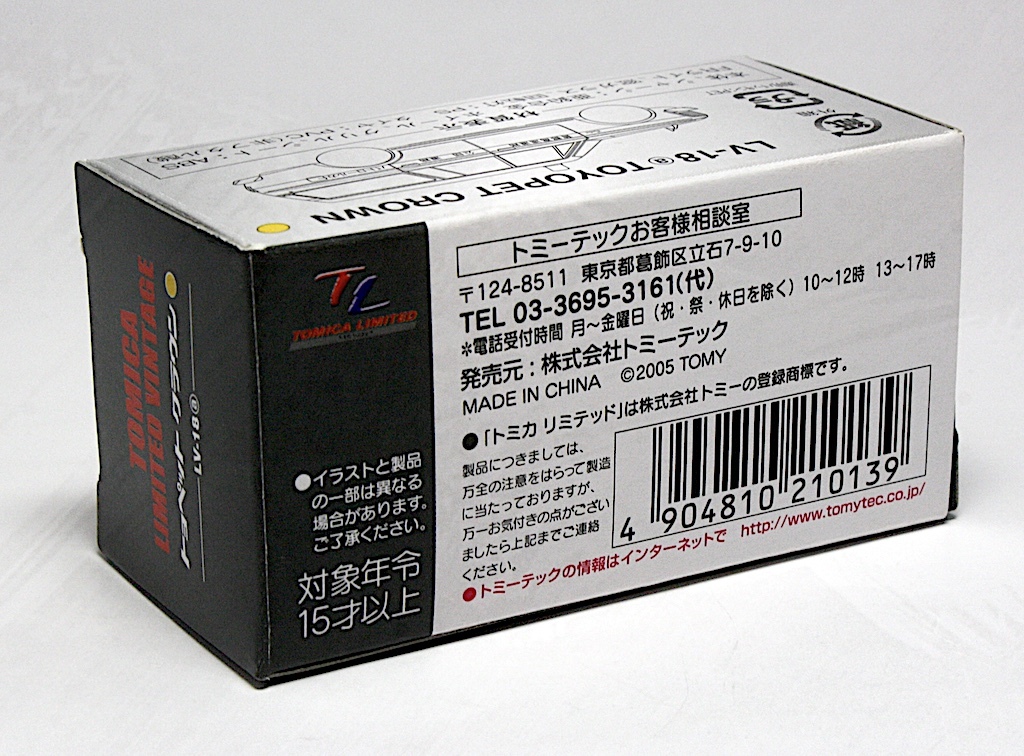 LV-18ⓐ TOYOPET CROWN
外箱
紙
プラ
材質表示
TOMICA
LIMITED VINTAGE
LV-18ⓐ
TL
TOMICA LIMITED
●イラストと製品
の一部は異なる
場合があります。
ご了承ください。
対象年令
15才以上
トミーテックお客様相談室
〒124-8511 東京都葛飾区立石7-9-10
TEL 03-3695-3161(代)
*電話受付時間 月～金曜日（祝・祭・休日を除く）10～12時 13～17時
発売元：株式会社トミーテック
MADE IN CHINA ©2005 TOMY
●「トミカ リミテッド」は株式会社トミーの登録商標です。
製品につきましては、
万全の注意をはらって製造
に当たっておりますが、
万一お気付の点がござい
ましたら上記までご連絡
ください。
4 904810 210139
●トミーテックの情報はインターネットで http://www.tomytec.co.jp/